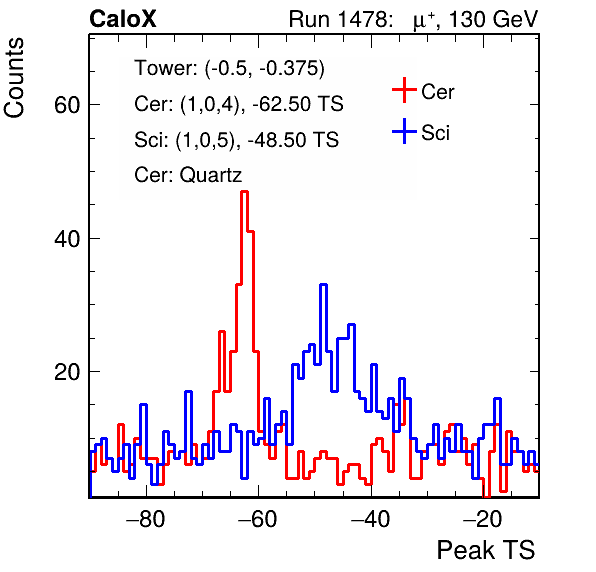 CaloX Run 1478: μ⁺, 130 GeV
Counts
Tower: (-0.5, -0.375)
Cer: (1,0,4), -62.50 TS
Sci: (1,0,5), -48.50 TS
Cer: Quartz
Cer
Sci
60
40
20
−80 −60 −40 −20
Peak TS